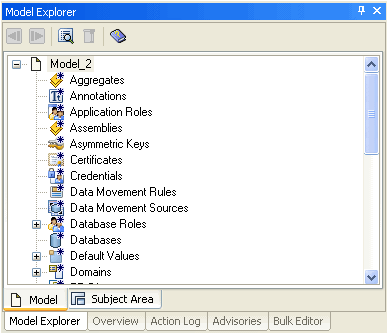 Model Explorer
Model_2
Aggregates
Annotations
Application Roles
Assemblies
Asymmetric Keys
Certificates
Credentials
Data Movement Rules
Data Movement Sources
Database Roles
Databases
Default Values
Domains
Model
Subject Area
Model Explorer
Overview
Action Log
Advisories
Bulk Editor